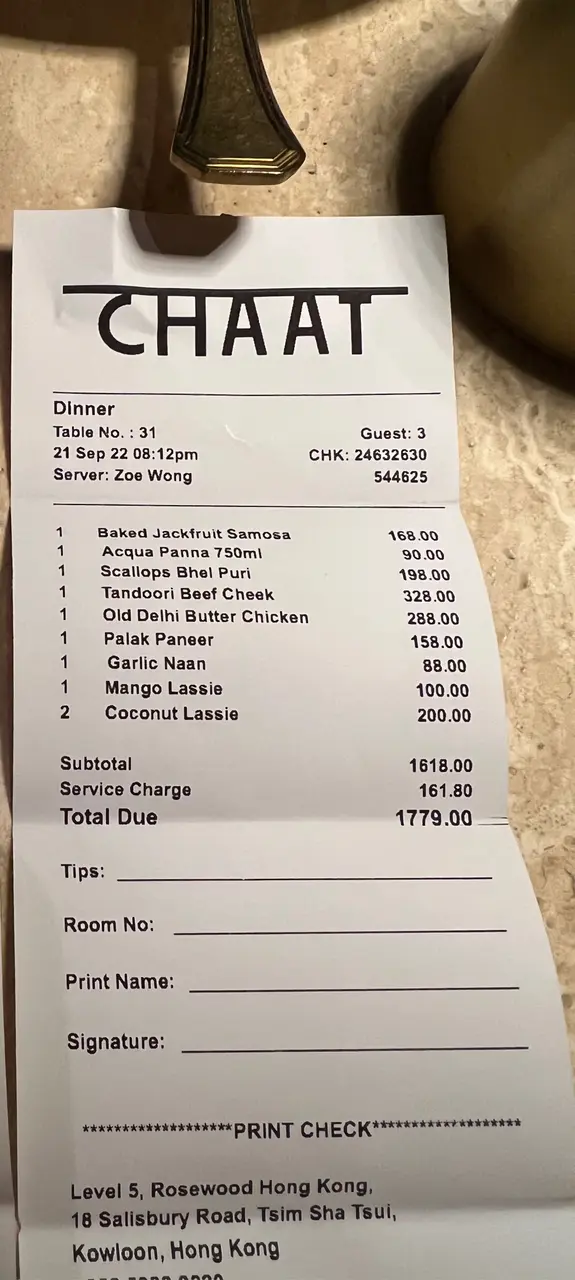 CHAAT
Dinner
Table No. : 31 Guest: 3
21 Sep 22 08:12pm CHK: 24632630
Server: Zoe Wong 544625
1 Baked Jackfruit Samosa 168.00
1 Acqua Panna 750ml 90.00
1 Scallops Bhel Puri 198.00
1 Tandoori Beef Cheek 328.00
1 Old Delhi Butter Chicken 288.00
1 Palak Paneer 158.00
1 Garlic Naan 88.00
1 Mango Lassie 100.00
2 Coconut Lassie 200.00
Subtotal 1618.00
Service Charge 161.80
Total Due 1779.00
Tips:
Room No:
Print Name:
Signature:
*******************PRINT CHECK*******************
Level 5, Rosewood Hong Kong,
18 Salisbury Road, Tsim Sha Tsui,
Kowloon, Hong Kong